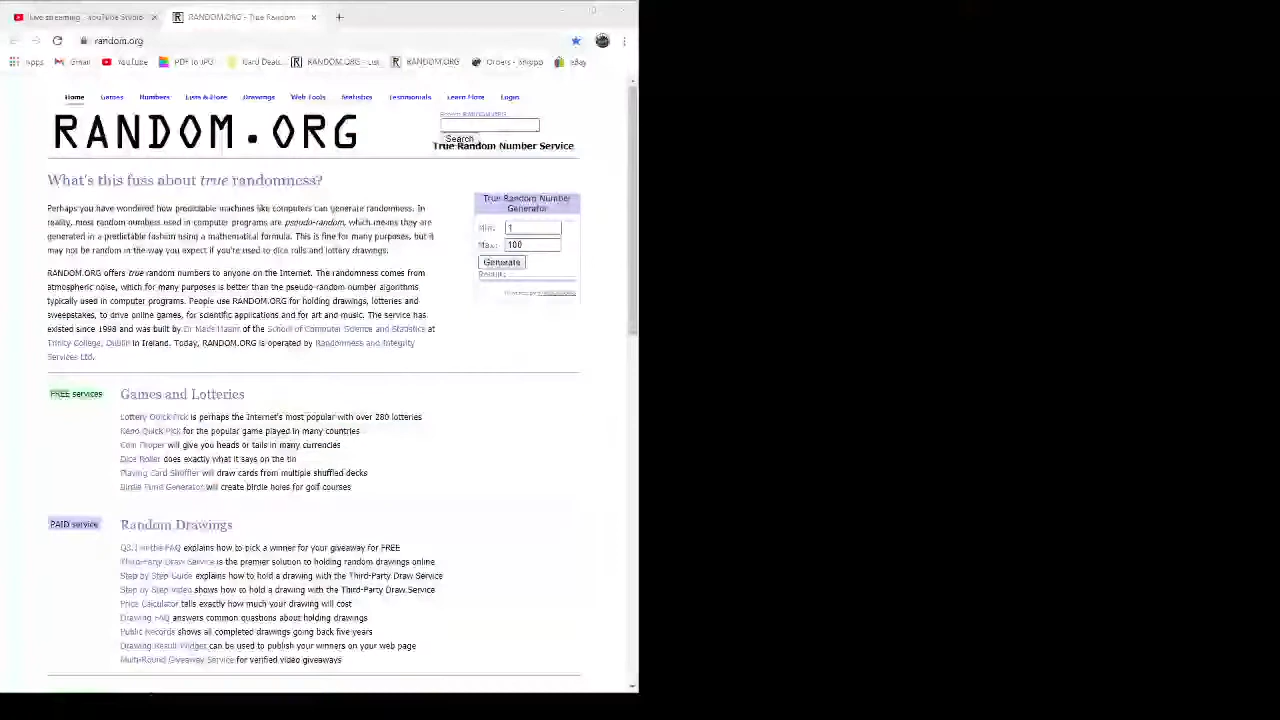 Live streaming - YouTube Studio
RANDOM.ORG - True Random
random.org
Apps Gmail YouTube PDF to JPG Card Deals... RANDOM.ORG - List... RANDOM.ORG Orders - Shippo eBay
Home Games Numbers Lists & More Drawings Web Tools Statistics Testimonials Learn More Login
RANDOM.ORG
Search RANDOM.ORG
Search
True Random Number Service
What's this fuss about true randomness?
Perhaps you have wondered how predictable machines like computers can generate randomness. In
reality, most random numbers used in computer programs are pseudo-random, which means they are
generated in a predictable fashion using a mathematical formula. This is fine for many purposes, but it
may not be random in the way you expect if you're used to dice rolls and lottery drawings.
RANDOM.ORG offers true random numbers to anyone on the Internet. The randomness comes from
atmospheric noise, which for many purposes is better than the pseudo-random number algorithms
typically used in computer programs. People use RANDOM.ORG for holding drawings, lotteries and
sweepstakes, to drive online games, for scientific applications and for art and music. The service has
existed since 1998 and was built by Dr Mads Haahr of the School of Computer Science and Statistics at
Trinity College, Dublin in Ireland. Today, RANDOM.ORG is operated by Randomness and Integrity
Services Ltd.
True Random Number
Generator
Min: 1
Max: 100
Generate
Result:
FREE services
Games and Lotteries
Lottery Quick Pick is perhaps the Internet's most popular with over 280 lotteries
Keno Quick Pick for the popular game played in many countries
Coin Flipper will give you heads or tails in many currencies
Dice Roller does exactly what it says on the tin
Playing Card Shuffler will draw cards from multiple shuffled decks
Birdie Fund Generator will create birdie holes for golf courses
PAID service
Random Drawings
Q3.1 in the FAQ explains how to pick a winner for your giveaway for FREE
Third-Party Draw Service is the premier solution to holding random drawings online
Step by Step Guide explains how to hold a drawing with the Third-Party Draw Service
Step by Step Video shows how to hold a drawing with the Third-Party Draw Service
Price Calculator tells exactly how much your drawing will cost
Drawing FAQ answers common questions about holding drawings
Public Records shows all completed drawings going back five years
Drawing Result Widget can be used to publish your winners on your web page
Multi-Round Giveaway Service for verified video giveaways